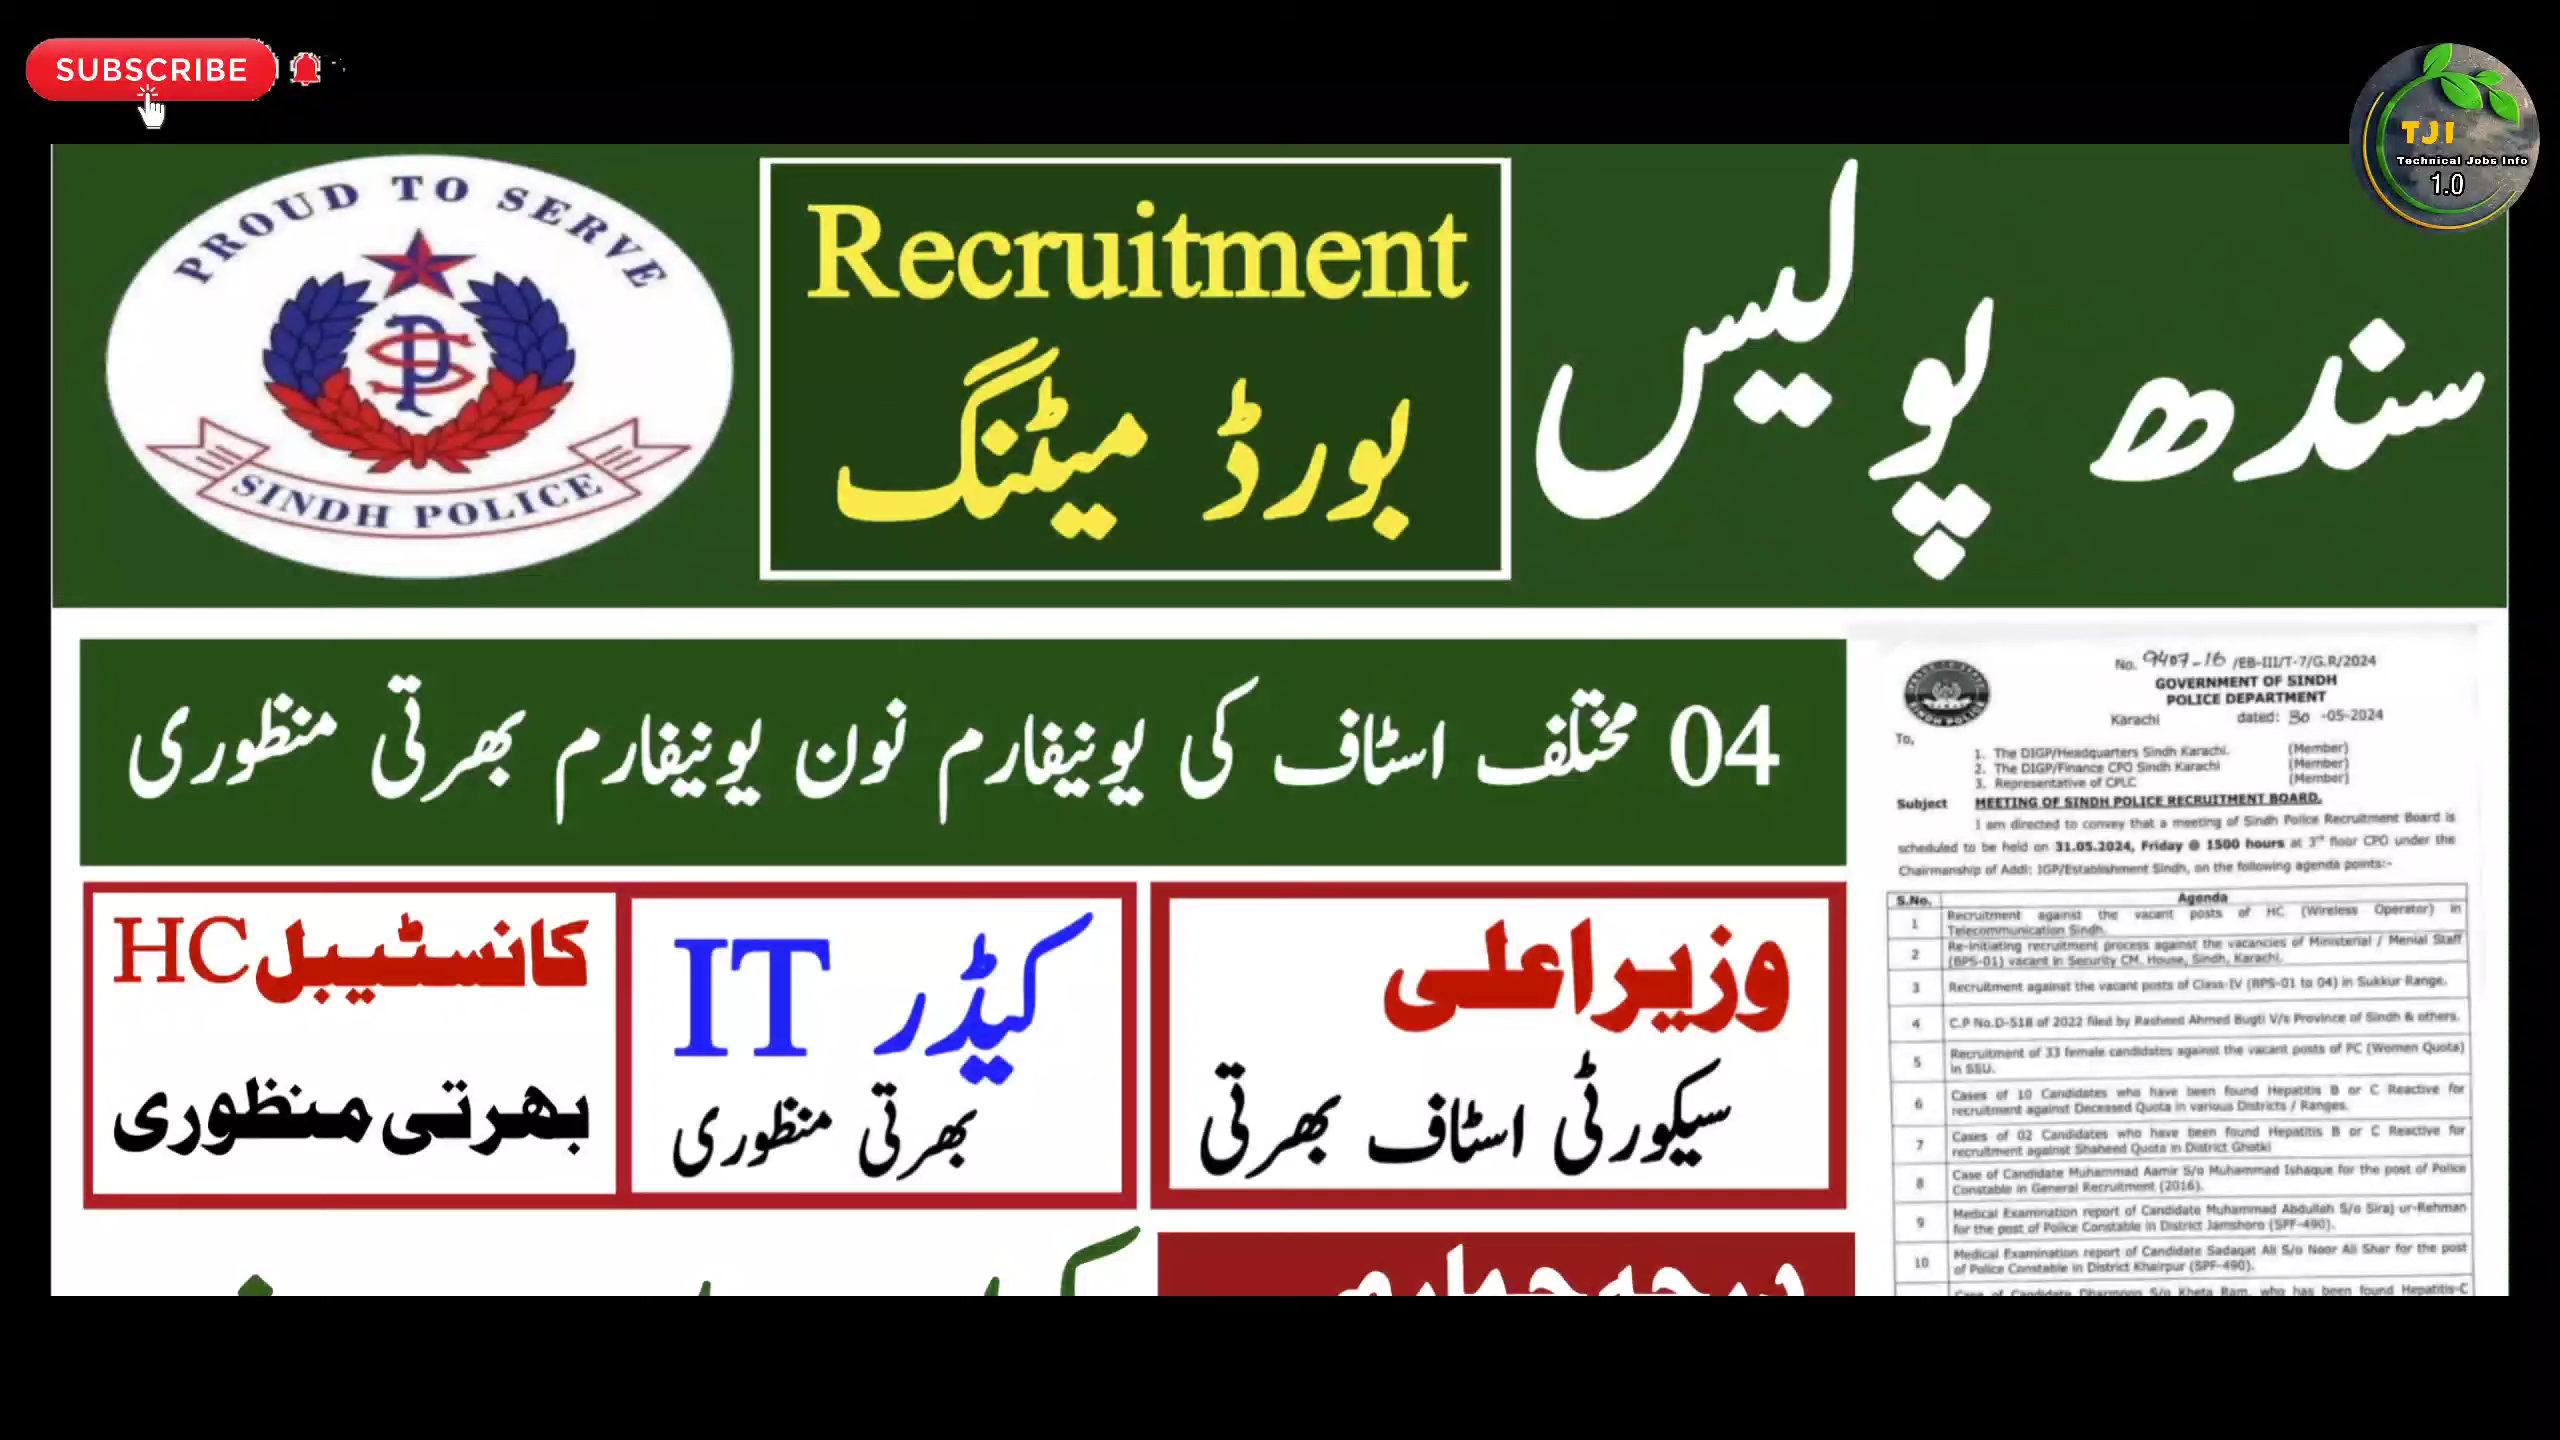 SUBSCRIBE
TJI
Technical Jobs Info
1.0
PROUD TO SERVE
SP
SINDH POLICE
Recruitment
بورڈ میٹنگ
سندھ پولیس
04 مختلف اسٹاف کی یونیفارم نون یونیفارم بھرتی منظوری
وزیراعلی
سیکورٹی اسٹاف بھرتی
کیڈر IT
بھرتی منظوری
کانسٹیبل HC
بھرتی منظوری
درجہ چہارم
No. 9407-16 /EB-III/T-7/G.R/2024
GOVERNMENT OF SINDH
POLICE DEPARTMENT
Karachi dated: 30 -05-2024
To,
1. The DIGP/Headquarters Sindh Karachi. (Member)
2. The DIGP/Finance CPO Sindh Karachi (Member)
3. Representative of CPLC (Member)
Subject MEETING OF SINDH POLICE RECRUITMENT BOARD.
I am directed to convey that a meeting of Sindh Police Recruitment Board is
scheduled to be held on 31.05.2024, Friday @ 1500 hours at 3rd floor CPO under the
Chairmanship of Addl: IGP/Establishment Sindh, on the following agenda points:-
S.No. Agenda
1 Recruitment against the vacant posts of HC (Wireless Operator) in
Telecommunication Sindh.
2 Re-initiating recruitment process against the vacancies of Ministerial / Menial Staff
(BPS-01) vacant in Security CM. House, Sindh, Karachi.
3 Recruitment against the vacant posts of Class-IV (BPS-01 to 04) in Sukkur Range.
4 C.P No.D-518 of 2022 filed by Rasheed Ahmed Bugti V/s Province of Sindh & others.
5 Recruitment of 33 female candidates against the vacant posts of PC (Women Quota)
in SSU.
6 Cases of 10 Candidates who have been found Hepatitis B or C Reactive for
recruitment against Deceased Quota in various Districts / Ranges.
7 Cases of 02 Candidates who have been found Hepatitis B or C Reactive for
recruitment against Shaheed Quota in District Ghotki
8 Case of Candidate Muhammad Aamir S/o Muhammad Ishaque for the post of Police
Constable in General Recruitment (2016).
9 Medical Examination report of Candidate Muhammad Abdullah S/o Siraj ur-Rehman
for the post of Police Constable in District Jamshoro (SPF-490).
10 Medical Examination report of Candidate Sadaqat Ali S/o Noor Ali Shar for the post
of Police Constable in District Khairpur (SPF-490).
Case of Candidate Dharmoon S/o Kheta Ram, who has been found Hepatitis-C